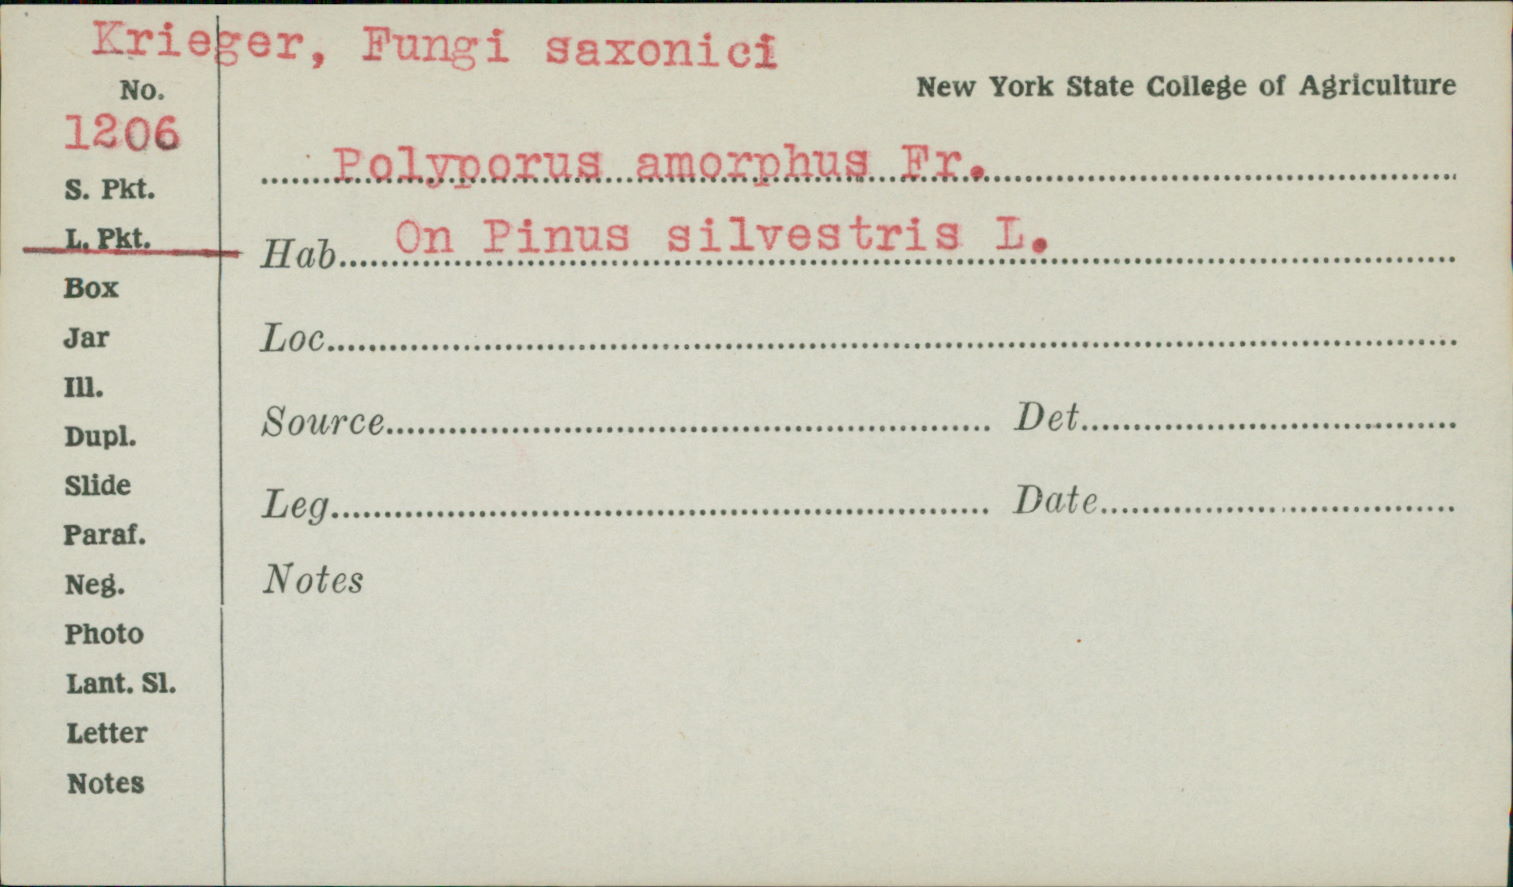 Krieger, Fungi saxonici
New York State College of Agriculture
No.
1206
Polyporus amorphus Fr.
S. Pkt.
L. Pkt.
Hab. On Pinus silvestris L.
Box
Jar
Loc.
Ill.
Dupl.
Source Det.
Slide
Leg. Date
Paraf.
Neg.
Notes
Photo
Lant. Sl.
Letter
Notes